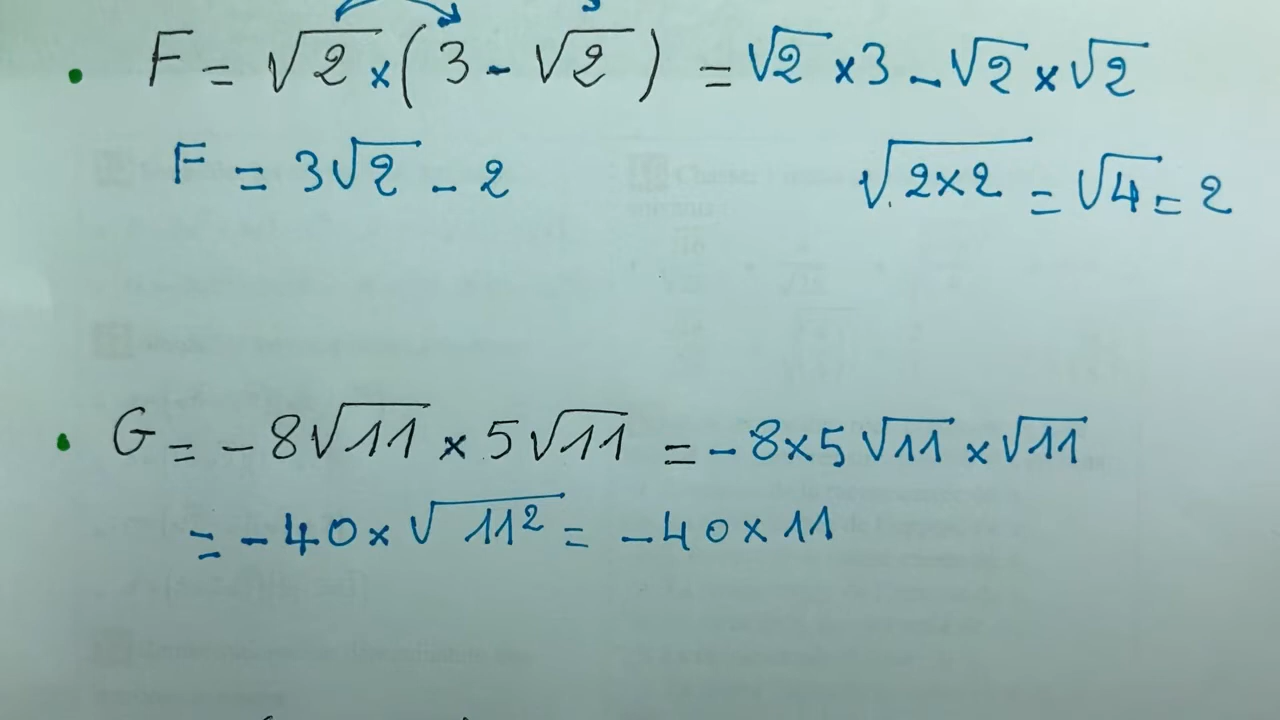 • F = √2 × (3 - √2) = √2 × 3 - √2 × √2
F = 3√2 - 2
√(2×2) = √4 = 2
• G = -8√11 × 5√11 = -8×5 √11 × √11
= -40 × √(11²) = -40 × 11